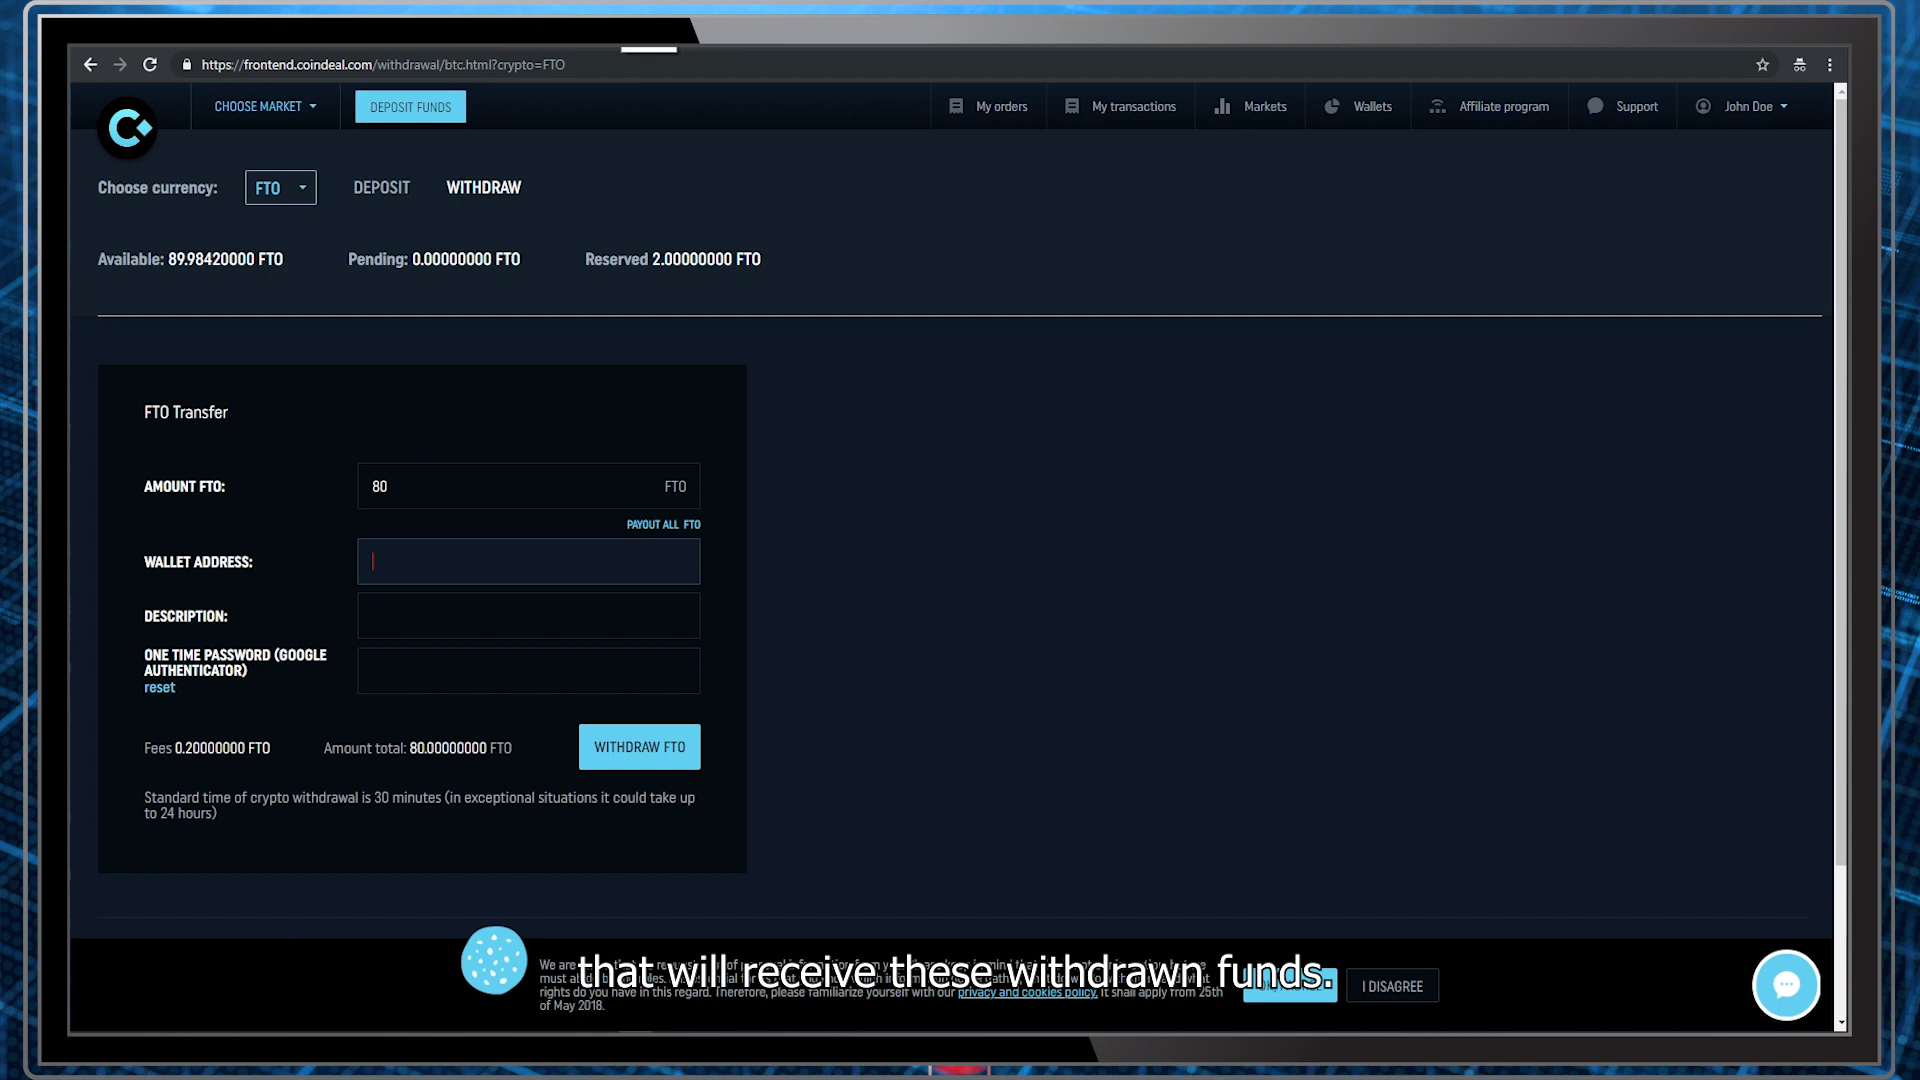 https://frontend.coindeal.com/withdrawal/btc.html?crypto=FTO
CHOOSE MARKET
DEPOSIT FUNDS
My orders
My transactions
Markets
Wallets
Affiliate program
Support
John Doe
Choose currency:
FTO
DEPOSIT
WITHDRAW
Available: 89.98420000 FTO
Pending: 0.00000000 FTO
Reserved 2.00000000 FTO
FTO Transfer
AMOUNT FTO:
80
FTO
PAYOUT ALL FTO
WALLET ADDRESS:
DESCRIPTION:
ONE TIME PASSWORD (GOOGLE
AUTHENTICATOR)
reset
Fees 0.20000000 FTO
Amount total: 80.00000000 FTO
WITHDRAW FTO
Standard time of crypto withdrawal is 30 minutes (in exceptional situations it could take up
to 24 hours)
that will receive these withdrawn funds.
We are
must
rights do you have in this regard. Therefore, please familiarize yourself with our privacy and cookies policy. It shall apply from 25th
of May 2018.
I DISAGREE